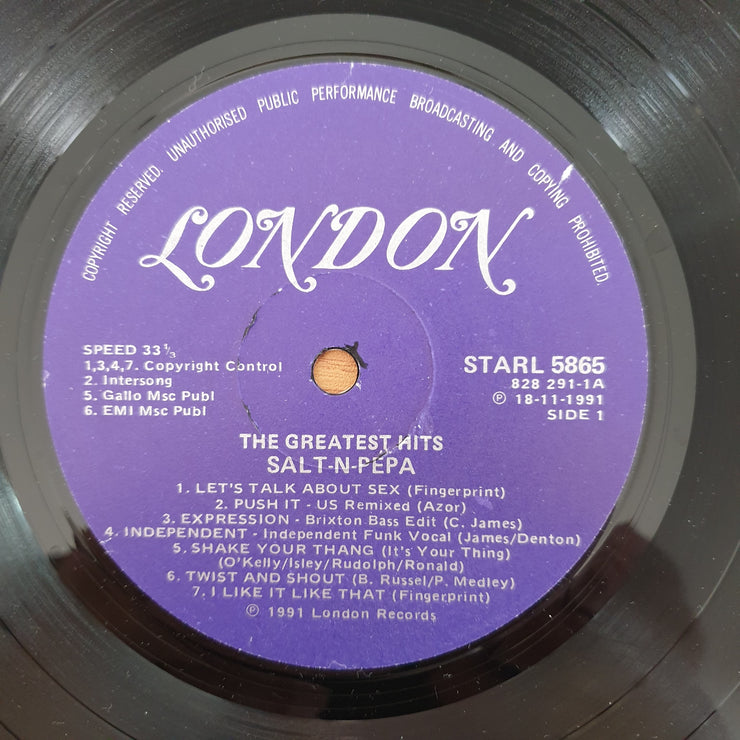 COPYRIGHT RESERVED. UNAUTHORISED PUBLIC PERFORMANCE BROADCASTING AND COPYING PROHIBITED.
LONDON
SPEED 33 1/3
1,3,4,7. Copyright Control
2. Intersong
5. Gallo Msc Publ
6. EMI Msc Publ
STARL 5865
828 291-1A
Ⓟ 18-11-1991
SIDE 1
THE GREATEST HITS
SALT-N-PEPA
1. LET'S TALK ABOUT SEX (Fingerprint)
2. PUSH IT - US Remixed (Azor)
3. EXPRESSION - Brixton Bass Edit (C. James)
4. INDEPENDENT - Independent Funk Vocal (James/Denton)
5. SHAKE YOUR THANG (It's Your Thing)
(O'Kelly/Isley/Rudolph/Ronald)
6. TWIST AND SHOUT (B. Russel/P. Medley)
7. I LIKE IT LIKE THAT (Fingerprint)
Ⓟ 1991 London Records